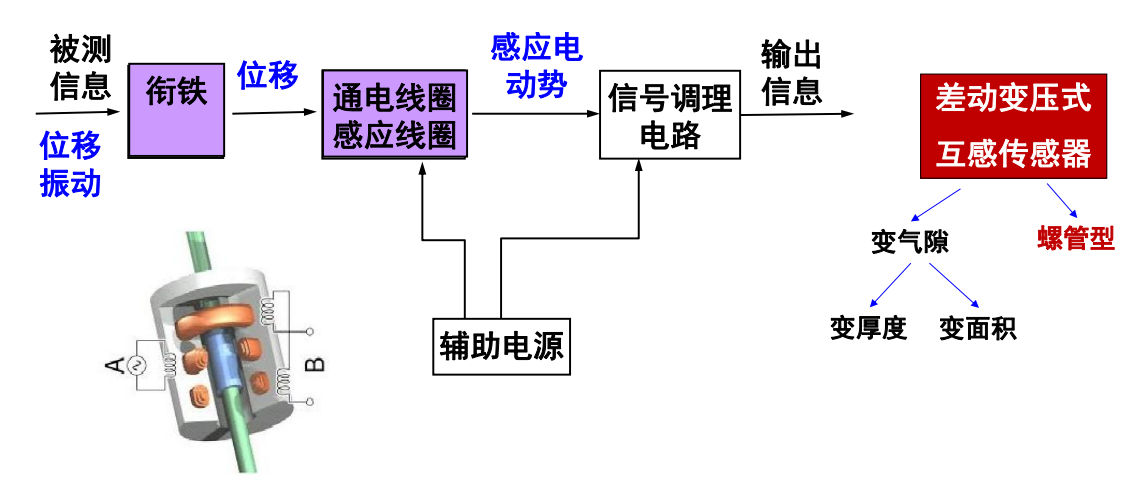 被测
信息
位移
振动
衔铁
位移
通电线圈
感应线圈
感应电
动势
信号调理
电路
输出
信息
辅助电源
差动变压式
互感传感器
变气隙
螺管型
变厚度
变面积
A
B